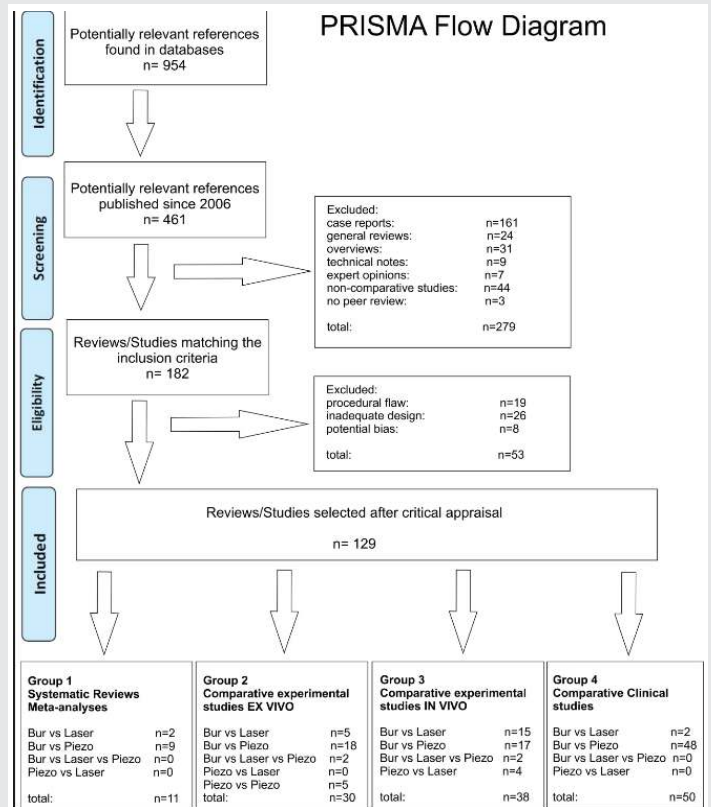 PRISMA Flow Diagram
Identification
Potentially relevant references
found in databases
n= 954
Screening
Potentially relevant references
published since 2006
n= 461
Excluded:
case reports: n=161
general reviews: n=24
overviews: n=31
technical notes: n=9
expert opinions: n=7
non-comparative studies: n=44
no peer review: n=3
total: n=279
Eligibility
Reviews/Studies matching the
inclusion criteria
n= 182
Excluded:
procedural flaw: n=19
inadequate design: n=26
potential bias: n=8
total: n=53
Included
Reviews/Studies selected after critical appraisal
n= 129
Group 1
Systematic Reviews
Meta-analyses
Bur vs Laser n=2
Bur vs Piezo n=9
Bur vs Laser vs Piezo n=0
Piezo vs Laser n=0
total: n=11
Group 2
Comparative experimental
studies EX VIVO
Bur vs Laser n=5
Bur vs Piezo n=18
Bur vs Laser vs Piezo n=2
Piezo vs Laser n=0
Piezo vs Piezo n=5
total: n=30
Group 3
Comparative experimental
studies IN VIVO
Bur vs Laser n=15
Bur vs Piezo n=17
Bur vs Laser vs Piezo n=2
Piezo vs Laser n=4
total: n=38
Group 4
Comparative Clinical
studies
Bur vs Laser n=2
Bur vs Piezo n=48
Bur vs Laser vs Piezo n=0
Piezo vs Laser n=0
total: n=50